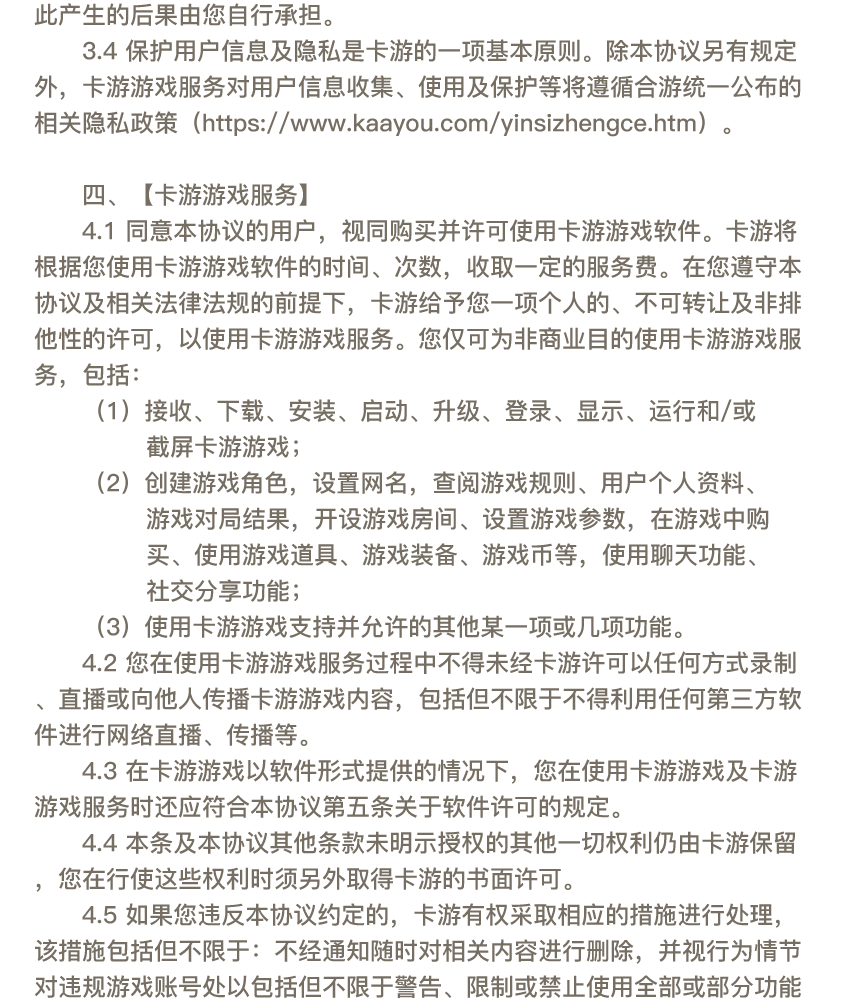 此产生的后果由您自行承担。
3.4 保护用户信息及隐私是卡游的一项基本原则。除本协议另有规定
外，卡游游戏服务对用户信息收集、使用及保护等将遵循合游统一公布的
相关隐私政策（https://www.kaayou.com/yinsizhengce.htm）。
四、【卡游游戏服务】
4.1 同意本协议的用户，视同购买并许可使用卡游游戏软件。卡游将
根据您使用卡游游戏软件的时间、次数，收取一定的服务费。在您遵守本
协议及相关法律法规的前提下，卡游给予您一项个人的、不可转让及非排
他性的许可，以使用卡游游戏服务。您仅可为非商业目的使用卡游游戏服
务，包括：
（1）接收、下载、安装、启动、升级、登录、显示、运行和/或
截屏卡游游戏；
（2）创建游戏角色，设置网名，查阅游戏规则、用户个人资料、
游戏对局结果，开设游戏房间、设置游戏参数，在游戏中购
买、使用游戏道具、游戏装备、游戏币等，使用聊天功能、
社交分享功能；
（3）使用卡游游戏支持并允许的其他某一项或几项功能。
4.2 您在使用卡游游戏服务过程中不得未经卡游许可以任何方式录制
、直播或向他人传播卡游游戏内容，包括但不限于不得利用任何第三方软
件进行网络直播、传播等。
4.3 在卡游游戏以软件形式提供的情况下，您在使用卡游游戏及卡游
游戏服务时还应符合本协议第五条关于软件许可的规定。
4.4 本条及本协议其他条款未明示授权的其他一切权利仍由卡游保留
，您在行使这些权利时须另外取得卡游的书面许可。
4.5 如果您违反本协议约定的，卡游有权采取相应的措施进行处理，
该措施包括但不限于：不经通知随时对相关内容进行删除，并视行为情节
对违规游戏账号处以包括但不限于警告、限制或禁止使用全部或部分功能